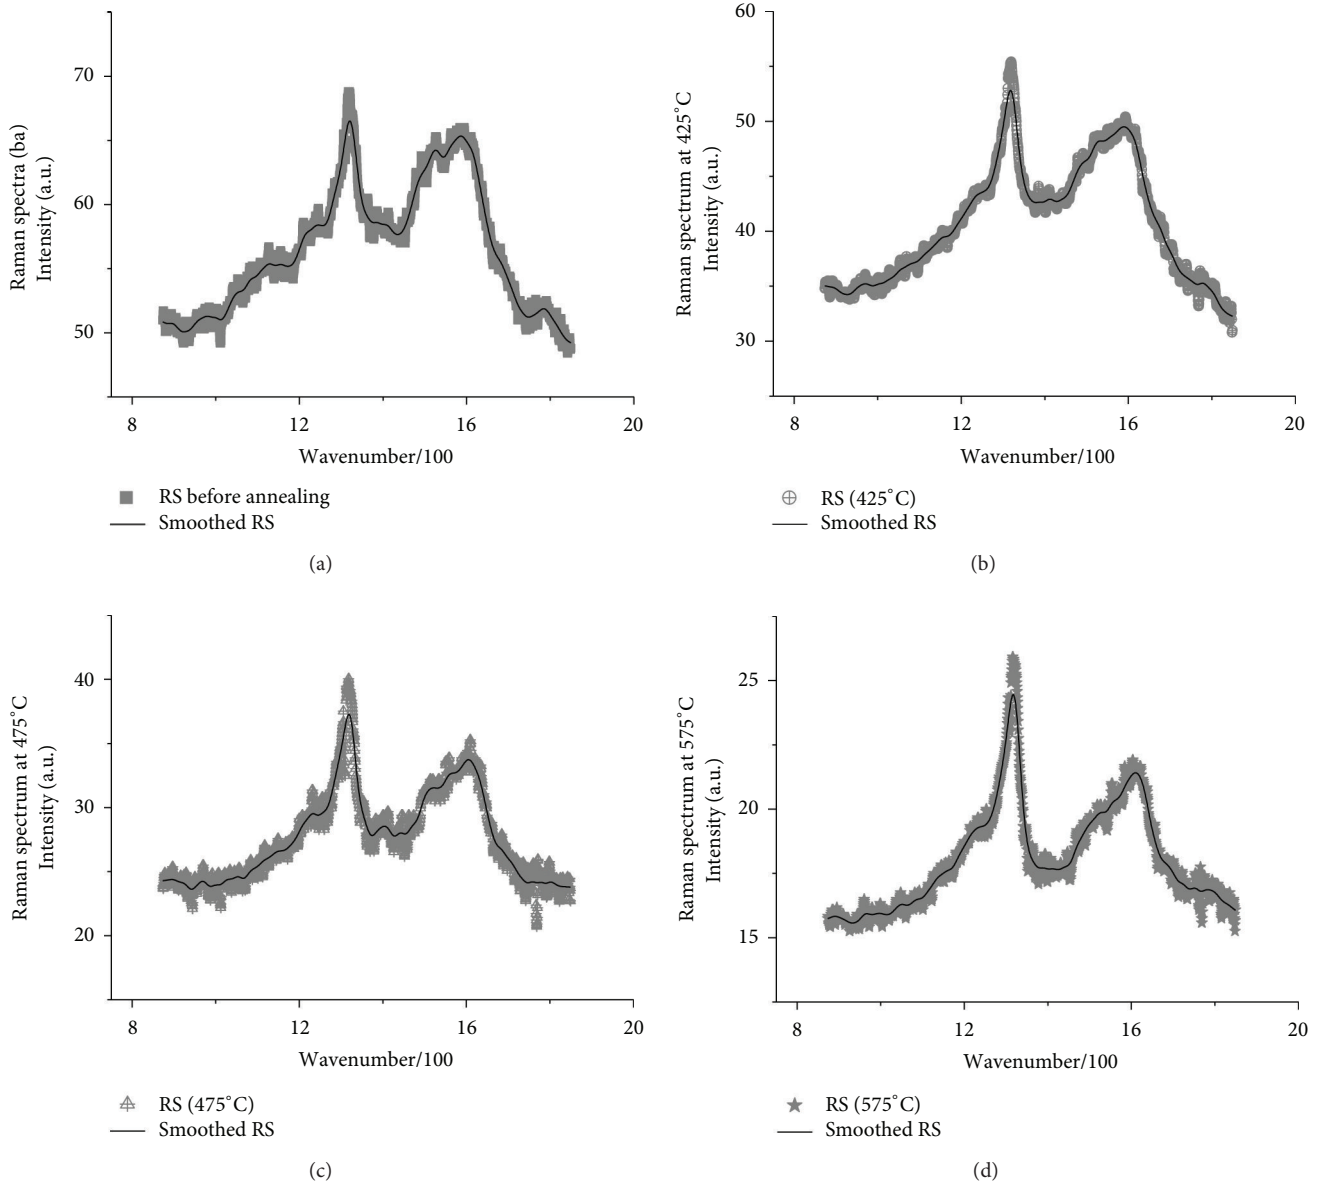 Raman spectra (ba)
Intensity (a.u.)
70
60
50
8
12
16
20
Wavenumber/100
RS before annealing
Smoothed RS
(a)
Raman spectrum at 425°C
Intensity (a.u.)
60
50
40
30
8
12
16
20
Wavenumber/100
RS (425°C)
Smoothed RS
(b)
Raman spectrum at 475°C
Intensity (a.u.)
40
30
20
8
12
16
20
Wavenumber/100
RS (475°C)
Smoothed RS
(c)
Raman spectrum at 575°C
Intensity (a.u.)
25
20
15
8
12
16
20
Wavenumber/100
RS (575°C)
Smoothed RS
(d)